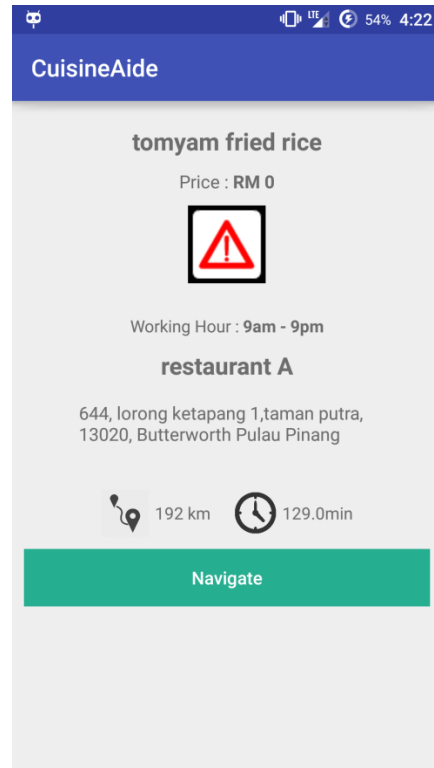 LTE 54% 4:22
CuisineAide
tomyam fried rice
Price : RM 0
Working Hour : 9am - 9pm
restaurant A
644, lorong ketapang 1,taman putra,
13020, Butterworth Pulau Pinang
192 km 129.0min
Navigate